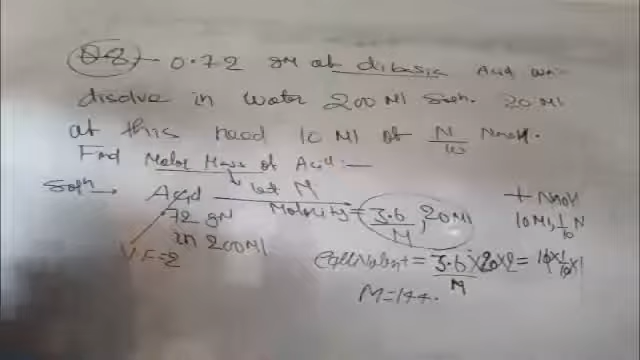 Q8) - 0.72 gm of dibasic Acid was
disolve in water 200 Ml Soln. 20 Ml
of this need 10 Ml of N/10 NaOH.
Find Molar Mass of Acid :-
Soln → Acid let M + NaOH
72 gm Molarity = 3.6/M , 20 Ml 10 Ml, 1/10 N
in 200 Ml
V.F=2 Equivalent = 3.6/M × 20 × 2 = 10 × 1/10 × 1
M = 144.